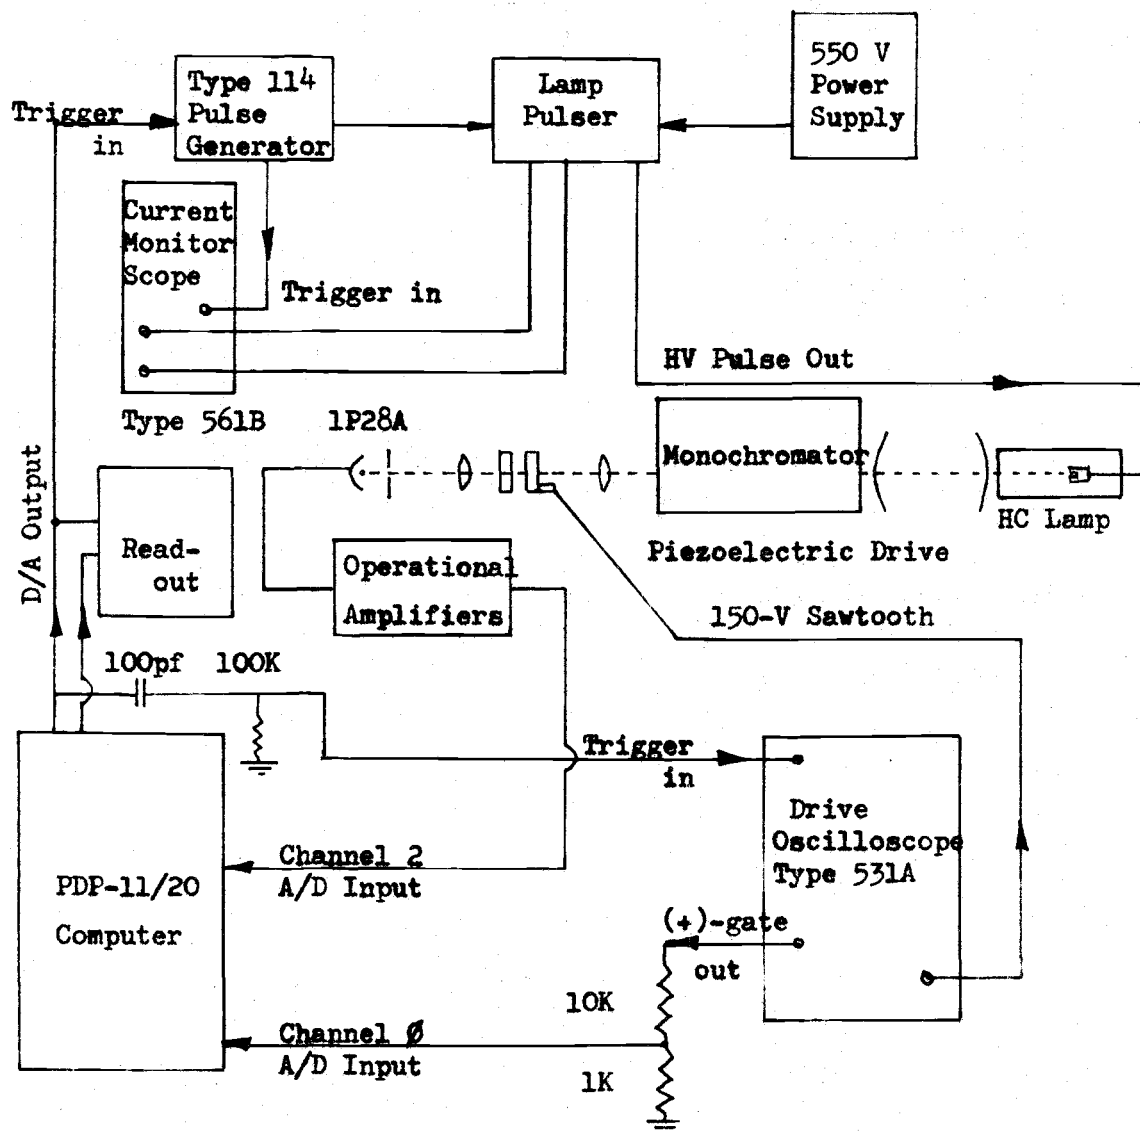 Type 114
Pulse
Generator
Lamp
Pulser
550 V
Power
Supply
Trigger
in
Current
Monitor
Scope
Trigger in
HV Pulse Out
Type 561B
1P28A
Monochromator
HC Lamp
D/A Output
Read-
out
Operational
Amplifiers
Piezoelectric Drive
150-V Sawtooth
100pf
100K
Trigger
in
Drive
Oscilloscope
Type 531A
Channel 2
A/D Input
PDP-11/20
Computer
(+)-gate
out
10K
Channel Ø
A/D Input
1K